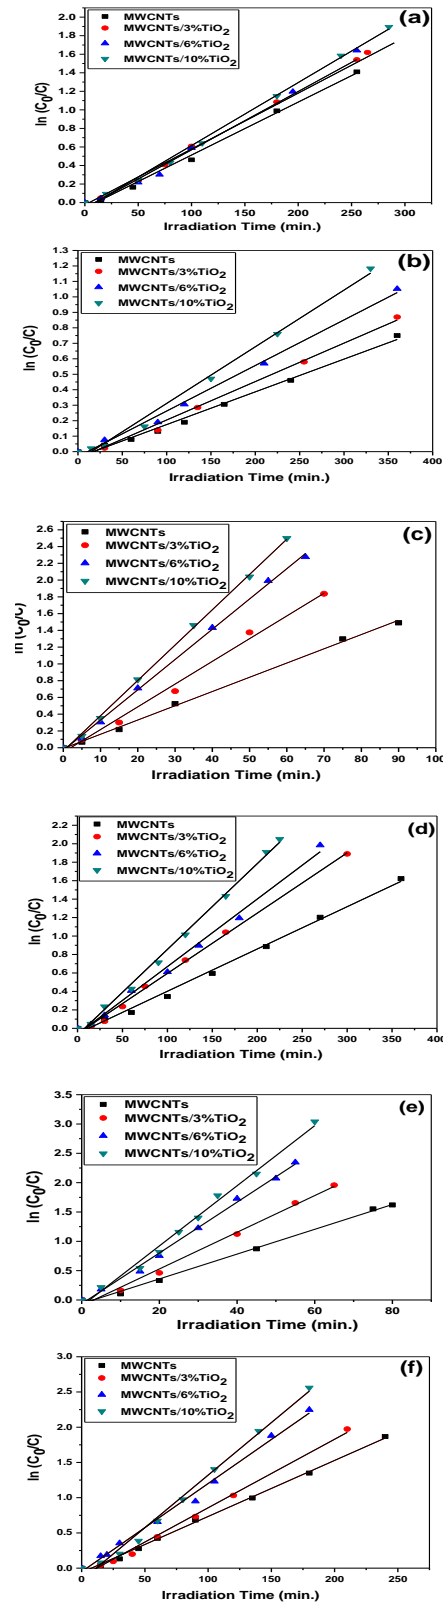 (a)
MWCNTs
MWCNTs/3%TiO2
MWCNTs/6%TiO2
MWCNTs/10%TiO2
ln (C0/C)
2.0
1.8
1.6
1.4
1.2
1.0
0.8
0.6
0.4
0.2
0.0
0 50 100 150 200 250 300
Irradiation Time (min.)
(b)
MWCNTs
MWCNTs/3%TiO2
MWCNTs/6%TiO2
MWCNTs/10%TiO2
ln (C0/C)
1.3
1.2
1.1
1.0
0.9
0.8
0.7
0.6
0.5
0.4
0.3
0.2
0.1
0.0
0 50 100 150 200 250 300 350 400
Irradiation Time (min.)
(c)
MWCNTs
MWCNTs/3%TiO2
MWCNTs/6%TiO2
MWCNTs/10%TiO2
ln (C0/C)
2.6
2.4
2.2
2.0
1.8
1.6
1.4
1.2
1.0
0.8
0.6
0.4
0.2
0.0
0 10 20 30 40 50 60 70 80 90 100
Irradiation Time (min.)
(d)
MWCNTs
MWCNTs/3%TiO2
MWCNTs/6%TiO2
MWCNTs/10%TiO2
ln (C0/C)
2.2
2.0
1.8
1.6
1.4
1.2
1.0
0.8
0.6
0.4
0.2
0.0
0 50 100 150 200 250 300 350 400
Irradiation Time (min.)
(e)
MWCNTs
MWCNTs/3%TiO2
MWCNTs/6%TiO2
MWCNTs/10%TiO2
ln (C0/C)
3.5
3.0
2.5
2.0
1.5
1.0
0.5
0.0
0 20 40 60 80
Irradiation Time (min.)
(f)
MWCNTs
MWCNTs/3%TiO2
MWCNTs/6%TiO2
MWCNTs/10%TiO2
ln (C0/C)
3.0
2.5
2.0
1.5
1.0
0.5
0.0
0 50 100 150 200 250
Irradiation Time (min.)